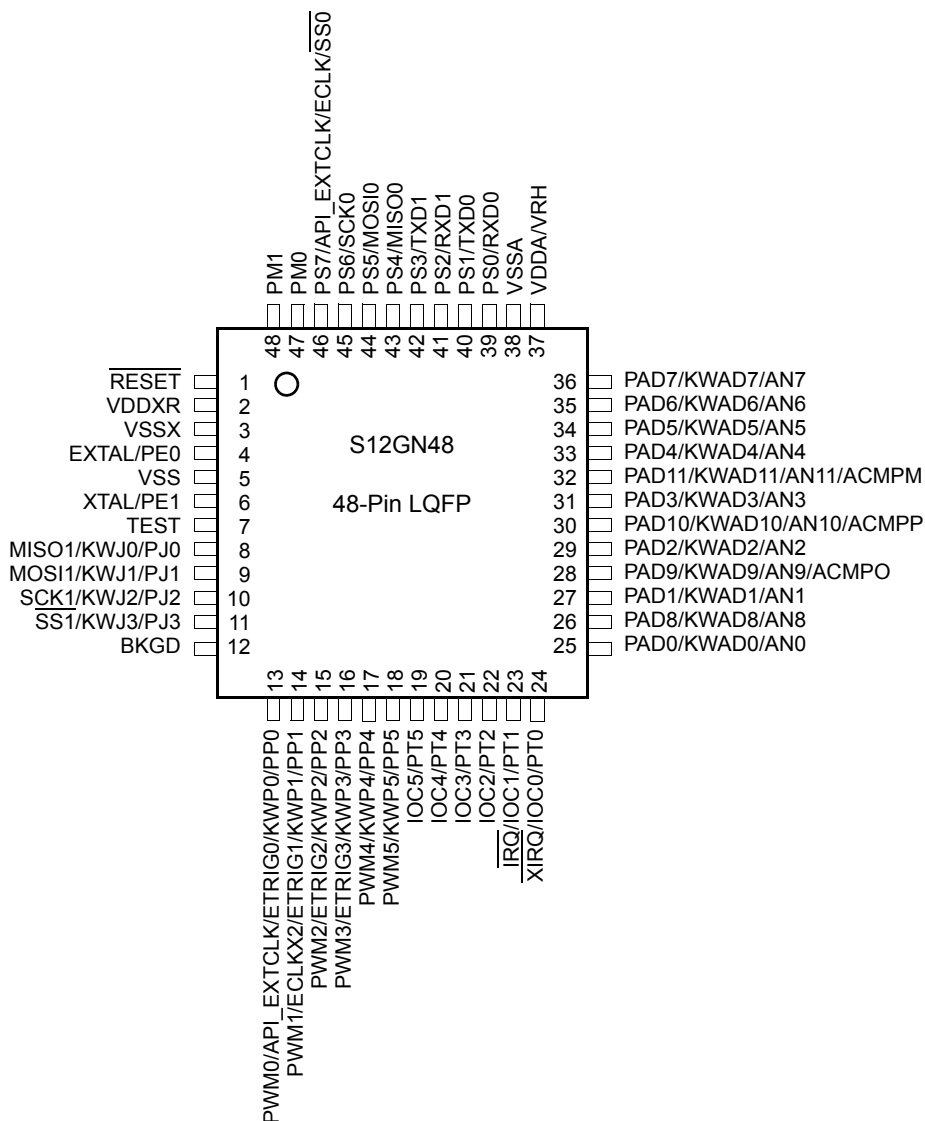 PS7/API_EXTCLK/ECLK/SS0
PM1
PM0
PS6/SCK0
PS5/MOSI0
PS4/MISO0
PS3/TXD1
PS2/RXD1
PS1/TXD0
PS0/RXD0
VSSA
VDDA/VRH
48
47
46
45
44
43
42
41
40
39
38
37
RESET 1
VDDXR 2
VSSX 3
EXTAL/PE0 4
VSS 5
XTAL/PE1 6
TEST 7
MISO1/KWJ0/PJ0 8
MOSI1/KWJ1/PJ1 9
SCK1/KWJ2/PJ2 10
SS1/KWJ3/PJ3 11
BKGD 12
S12GN48
48-Pin LQFP
36 PAD7/KWAD7/AN7
35 PAD6/KWAD6/AN6
34 PAD5/KWAD5/AN5
33 PAD4/KWAD4/AN4
32 PAD11/KWAD11/AN11/ACMPM
31 PAD3/KWAD3/AN3
30 PAD10/KWAD10/AN10/ACMPP
29 PAD2/KWAD2/AN2
28 PAD9/KWAD9/AN9/ACMPO
27 PAD1/KWAD1/AN1
26 PAD8/KWAD8/AN8
25 PAD0/KWAD0/AN0
13
14
15
16
17
18
19
20
21
22
23
24
PWM0/API_EXTCLK/ETRIG0/KWP0/PP0
PWM1/ECLKX2/ETRIG1/KWP1/PP1
PWM2/ETRIG2/KWP2/PP2
PWM3/ETRIG3/KWP3/PP3
PWM4/KWP4/PP4
PWM5/KWP5/PP5
IOC5/PT5
IOC4/PT4
IOC3/PT3
IOC2/PT2
IRQ/IOC1/PT1
XIRQ/IOC0/PT0